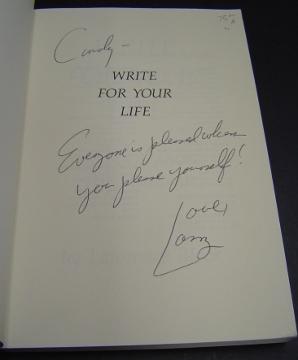 Cindy –
WRITE
FOR YOUR
LIFE
Everyone is pleased when
you please yourself!
Love,
Larry